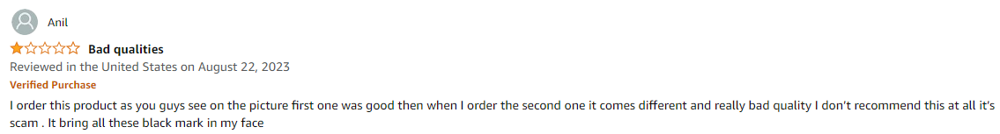 Anil
Bad qualities
Reviewed in the United States on August 22, 2023
Verified Purchase
I order this product as you guys see on the picture first one was good then when I order the second one it comes different and really bad quality I don’t recommend this at all it’s
scam . It bring all these black mark in my face